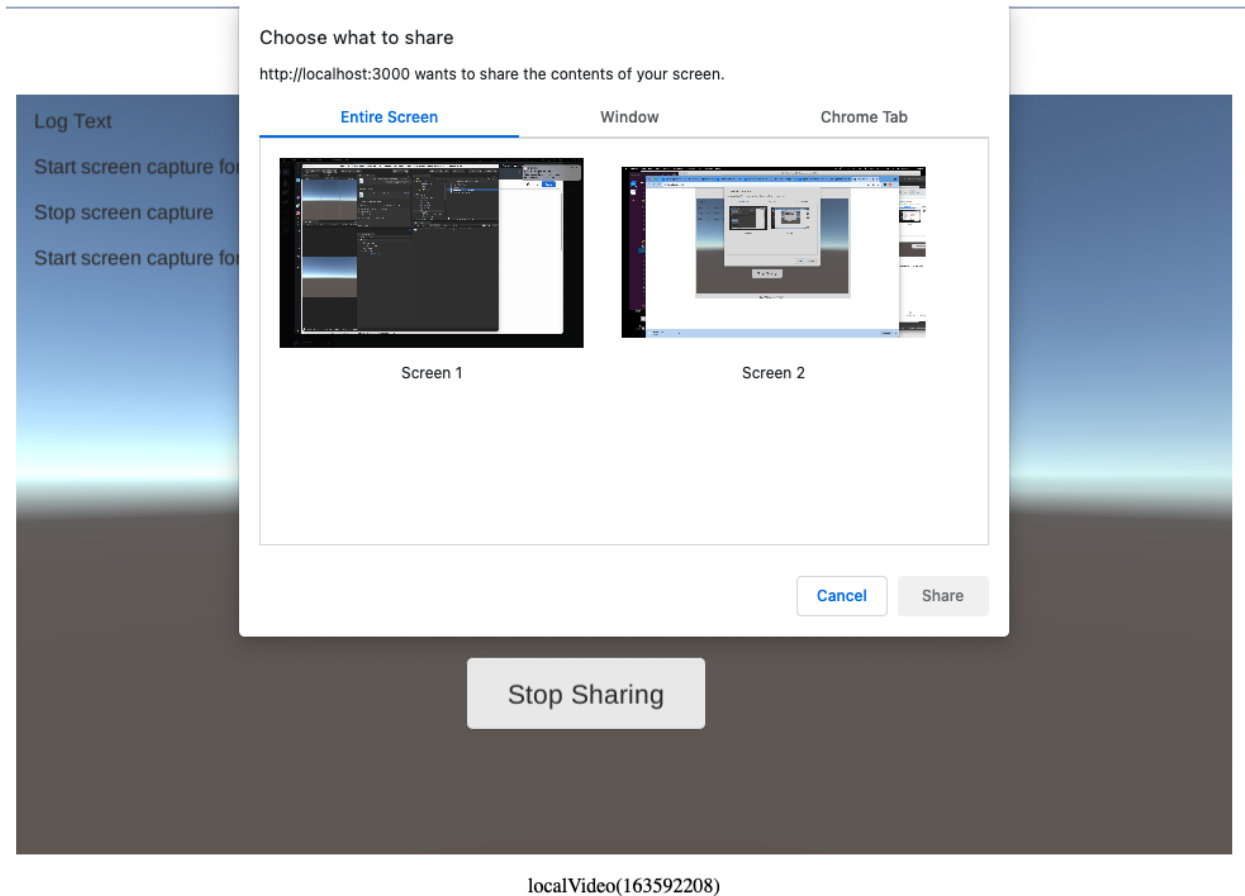 Choose what to share
http://localhost:3000 wants to share the contents of your screen.
Entire Screen
Window
Chrome Tab
Log Text
Start screen capture for
Stop screen capture
Start screen capture for
Screen 1
Screen 2
Cancel
Share
Stop Sharing
localVideo(163592208)